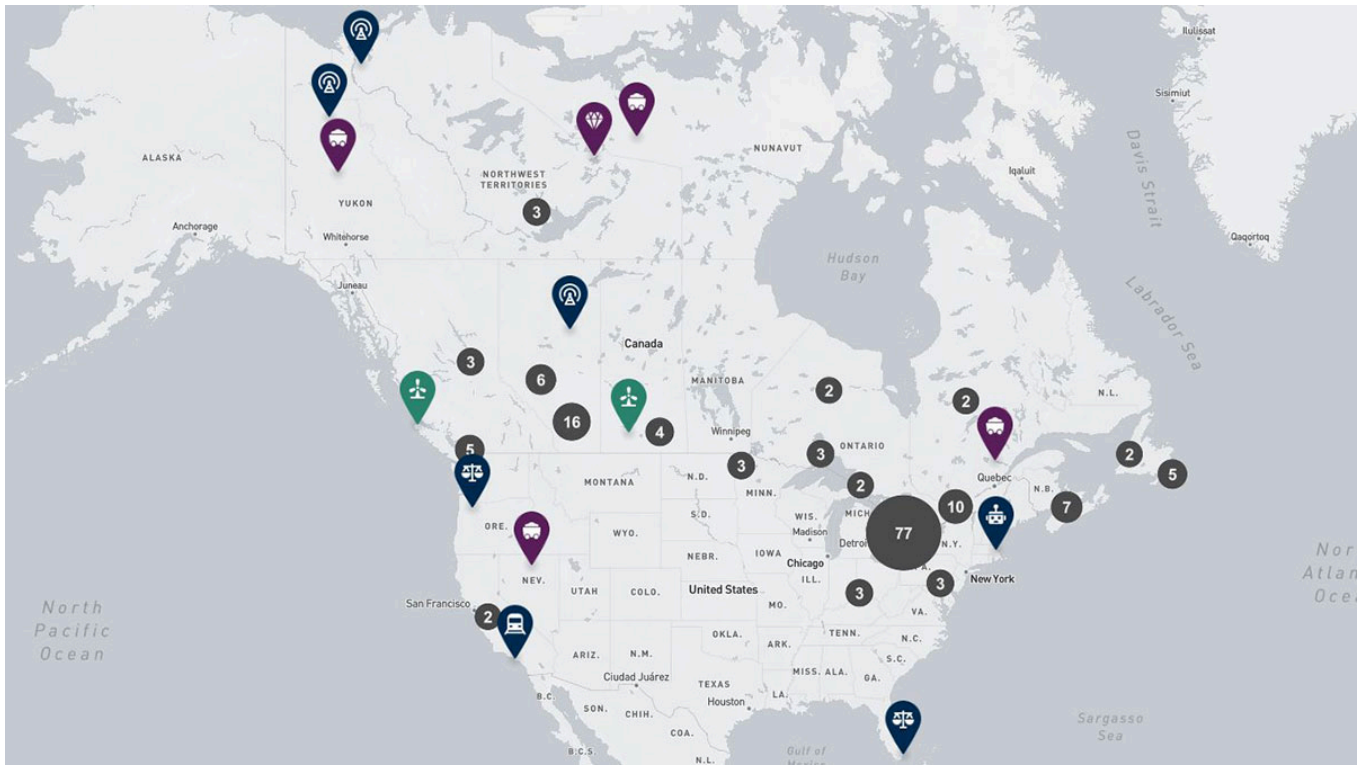 Ilulissat
Sisimiut
Davis Strait
ALASKA
NUNAVUT
Iqaluit
NORTHWEST
TERRITORIES
YUKON
3
Anchorage
Whitehorse
Qaqortoq
Hudson
Bay
Juneau
Labrador Sea
Canada
3
6
MANITOBA
2
2
N.L.
16
4
Winnipeg
ONTARIO
5
3
3
2
5
MONTANA
N.D.
Quebec
2
MINN.
N.B.
10
7
S.D.
WIS.
MICH
ORE.
WYO.
Madison
77
Detroi
N.Y.
NEBR.
IOWA
Chicago
Nor
Atlan
Ocea
NEV.
UTAH
COLO.
United States
ILL.
3
3
New York
North
Pacific
Ocean
San Francisco
2
MO.
VA.
OKLA.
TENN.
N.C.
ARIZ.
N.M.
ARK.
S.C.
Ciudad Juárez
MISS.
ALA.
GA.
TEXAS
LA.
B.C.
Houston
SON.
CHIH.
Sargasso
Sea
COA.
B.C.S.
Gulf of
N.L.